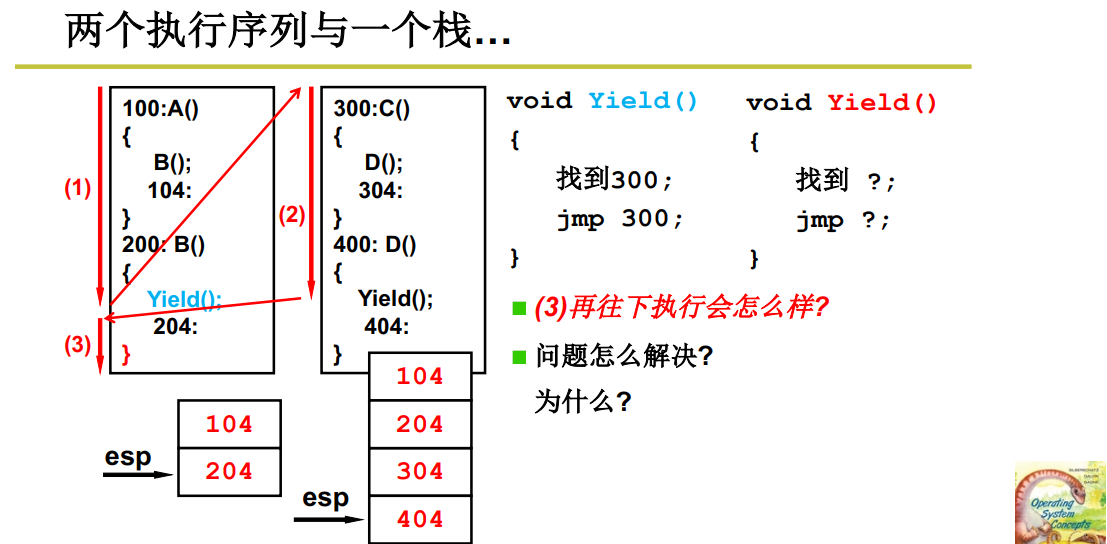 两个执行序列与一个栈...
100:A()
{
B();
104:
}
200: B()
{
Yield();
204:
}
(1)
(3)
300:C()
{
D();
304:
}
400: D()
{
Yield();
404:
}
(2)
void Yield()
{
找到300;
jmp 300;
}
void Yield()
{
找到 ?;
jmp ?;
}
(3)再往下执行会怎么样?
问题怎么解决?
为什么?
esp
104
204
esp
104
204
304
404
Operating
System
Concepts